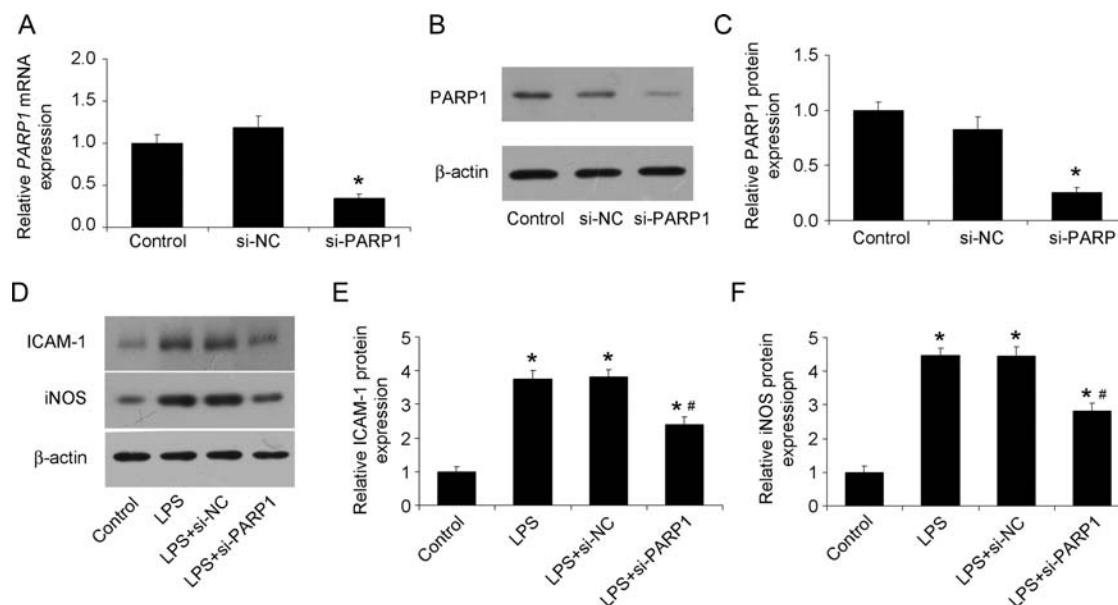 A
Relative PARP1 mRNA
expression
2.0
1.5
1.0
0.5
0.0
*
Control
si-NC
si-PARP1
B
PARP1
β-actin
Control
si-NC
si-PARP1
C
Relative PARP1 protein
expression
1.5
1.0
0.5
0.0
*
Control
si-NC
si-PARP
D
ICAM-1
iNOS
β-actin
Control
LPS
LPS+si-NC
LPS+si-PARP1
E
Relative ICAM-1 protein
expression
5
4
3
2
1
0
*
*
* #
Control
LPS
LPS+si-NC
LPS+si-PARP1
F
Relative iNOS protein
expressiopn
6
5
4
3
2
1
0
*
*
* #
Control
LPS
LPS+si-NC
LPS+si-PARP1